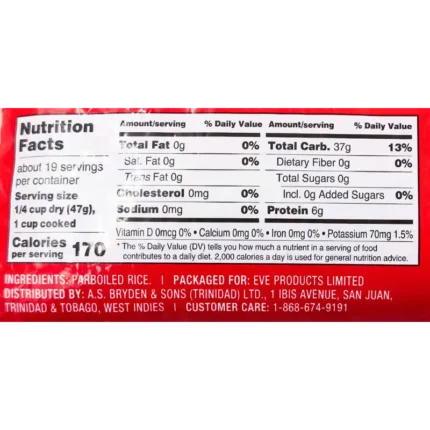 Nutrition
Facts
about 19 servings
per container
Serving size
1/4 cup dry (47g),
1 cup cooked
Calories
per serving 170
Amount/serving % Daily Value
Total Fat 0g 0%
Sat. Fat 0g 0%
Trans Fat 0g
Cholesterol 0mg 0%
Sodium 0mg 0%
Amount/serving % Daily Value
Total Carb. 37g 13%
Dietary Fiber 0g 0%
Total Sugars 0g
Incl. 0g Added Sugars 0%
Protein 6g
Vitamin D 0mcg 0% • Calcium 0mg 0% • Iron 0mg 0% • Potassium 70mg 1.5%
* The % Daily Value (DV) tells you how much a nutrient in a serving of food
contributes to a daily diet. 2,000 calories a day is used for general nutrition advice.
INGREDIENTS: PARBOILED RICE. | PACKAGED FOR: EVE PRODUCTS LIMITED
DISTRIBUTED BY: A.S. BRYDEN & SONS (TRINIDAD) LTD., 1 IBIS AVENUE, SAN JUAN,
TRINIDAD & TOBAGO, WEST INDIES | CUSTOMER CARE: 1-868-674-9191